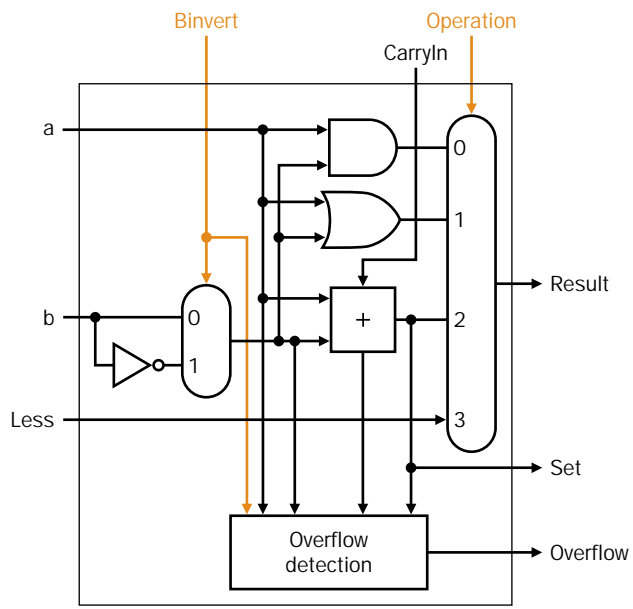 Binvert
Operation
CarryIn
a
0
1
b
0
1
+
2
Result
Less
3
Set
Overflow
detection
Overflow